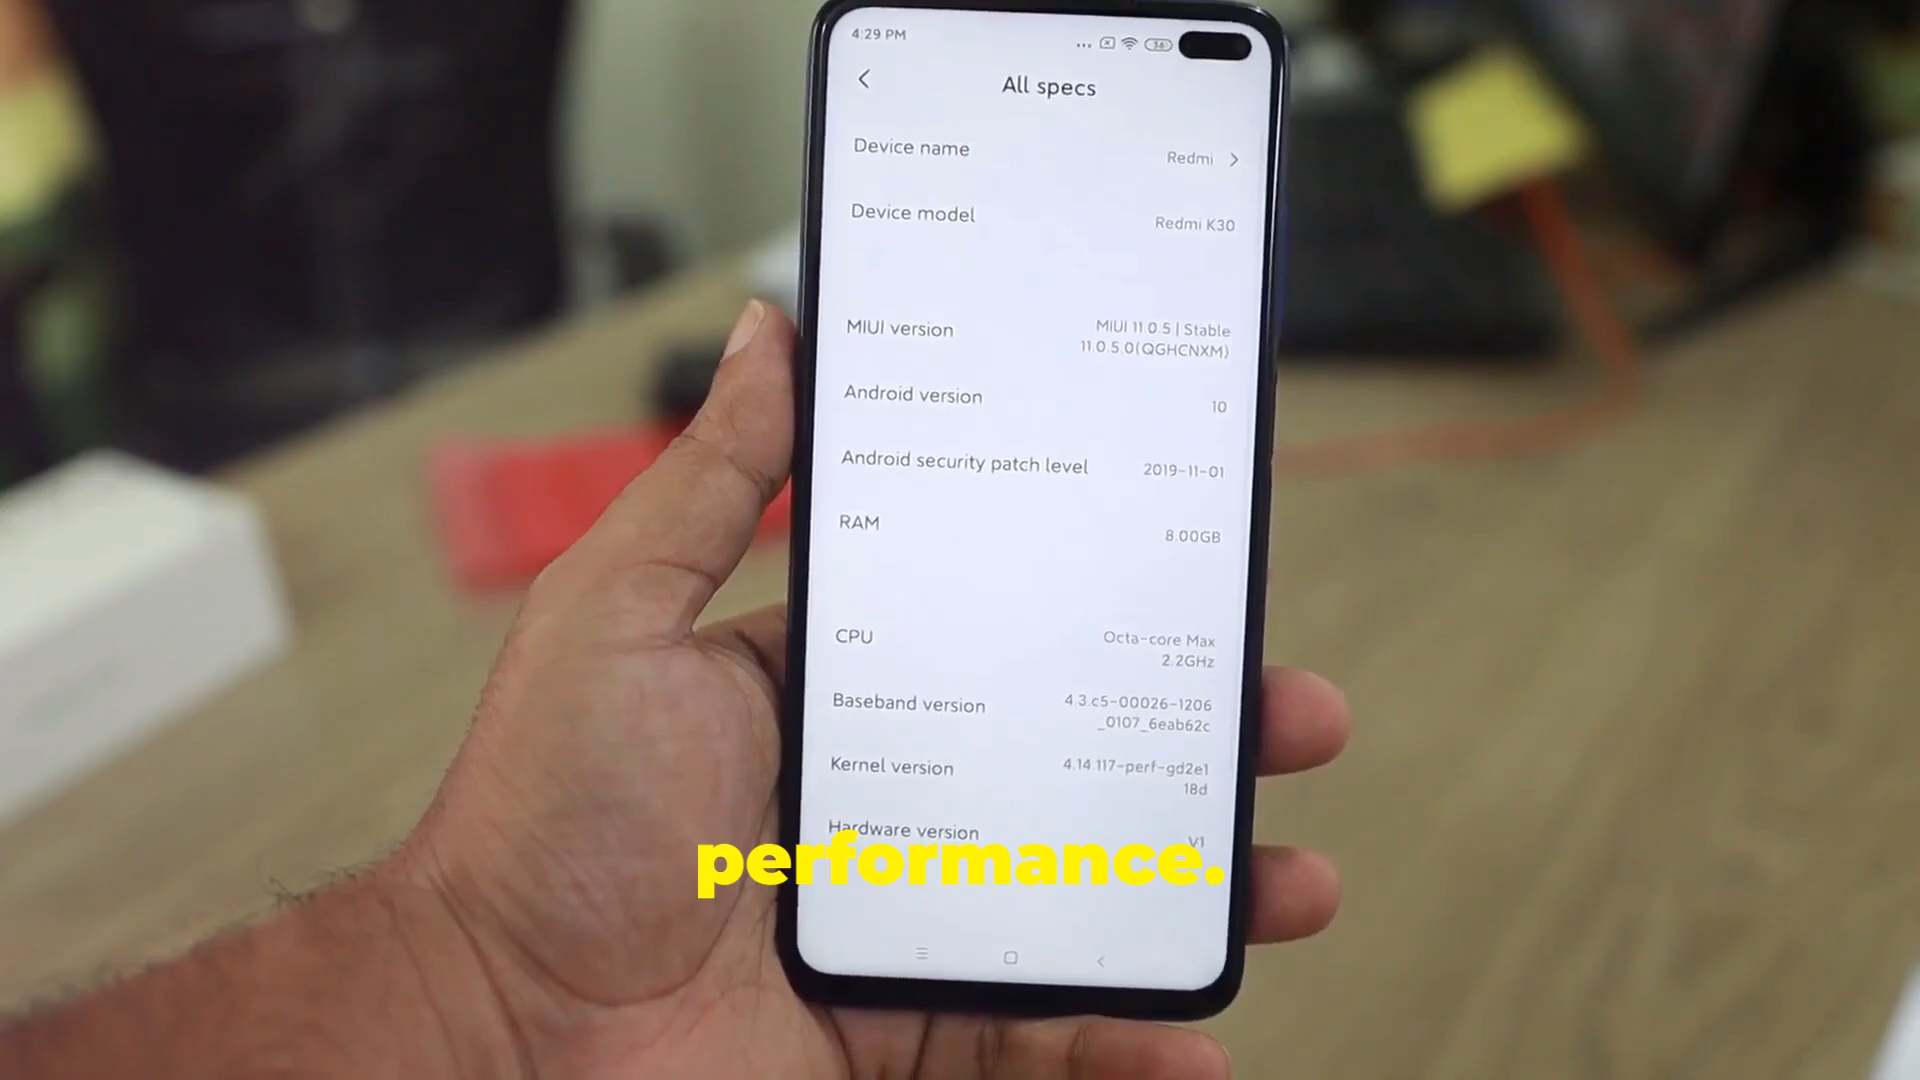 4:29 PM
36
All specs
Device name
Redmi
Device model
Redmi K30
MIUI version
MIUI 11.0.5 | Stable
11.0.5.0(QGHCNXM)
Android version
10
Android security patch level
2019-11-01
RAM
8.00GB
CPU
Octa-core Max
2.2GHz
Baseband version
4.3.c5-00026-1206
_0107_6eab62c
Kernel version
4.14.117-perf-gd2e1
18d
Hardware version
V1
performance.